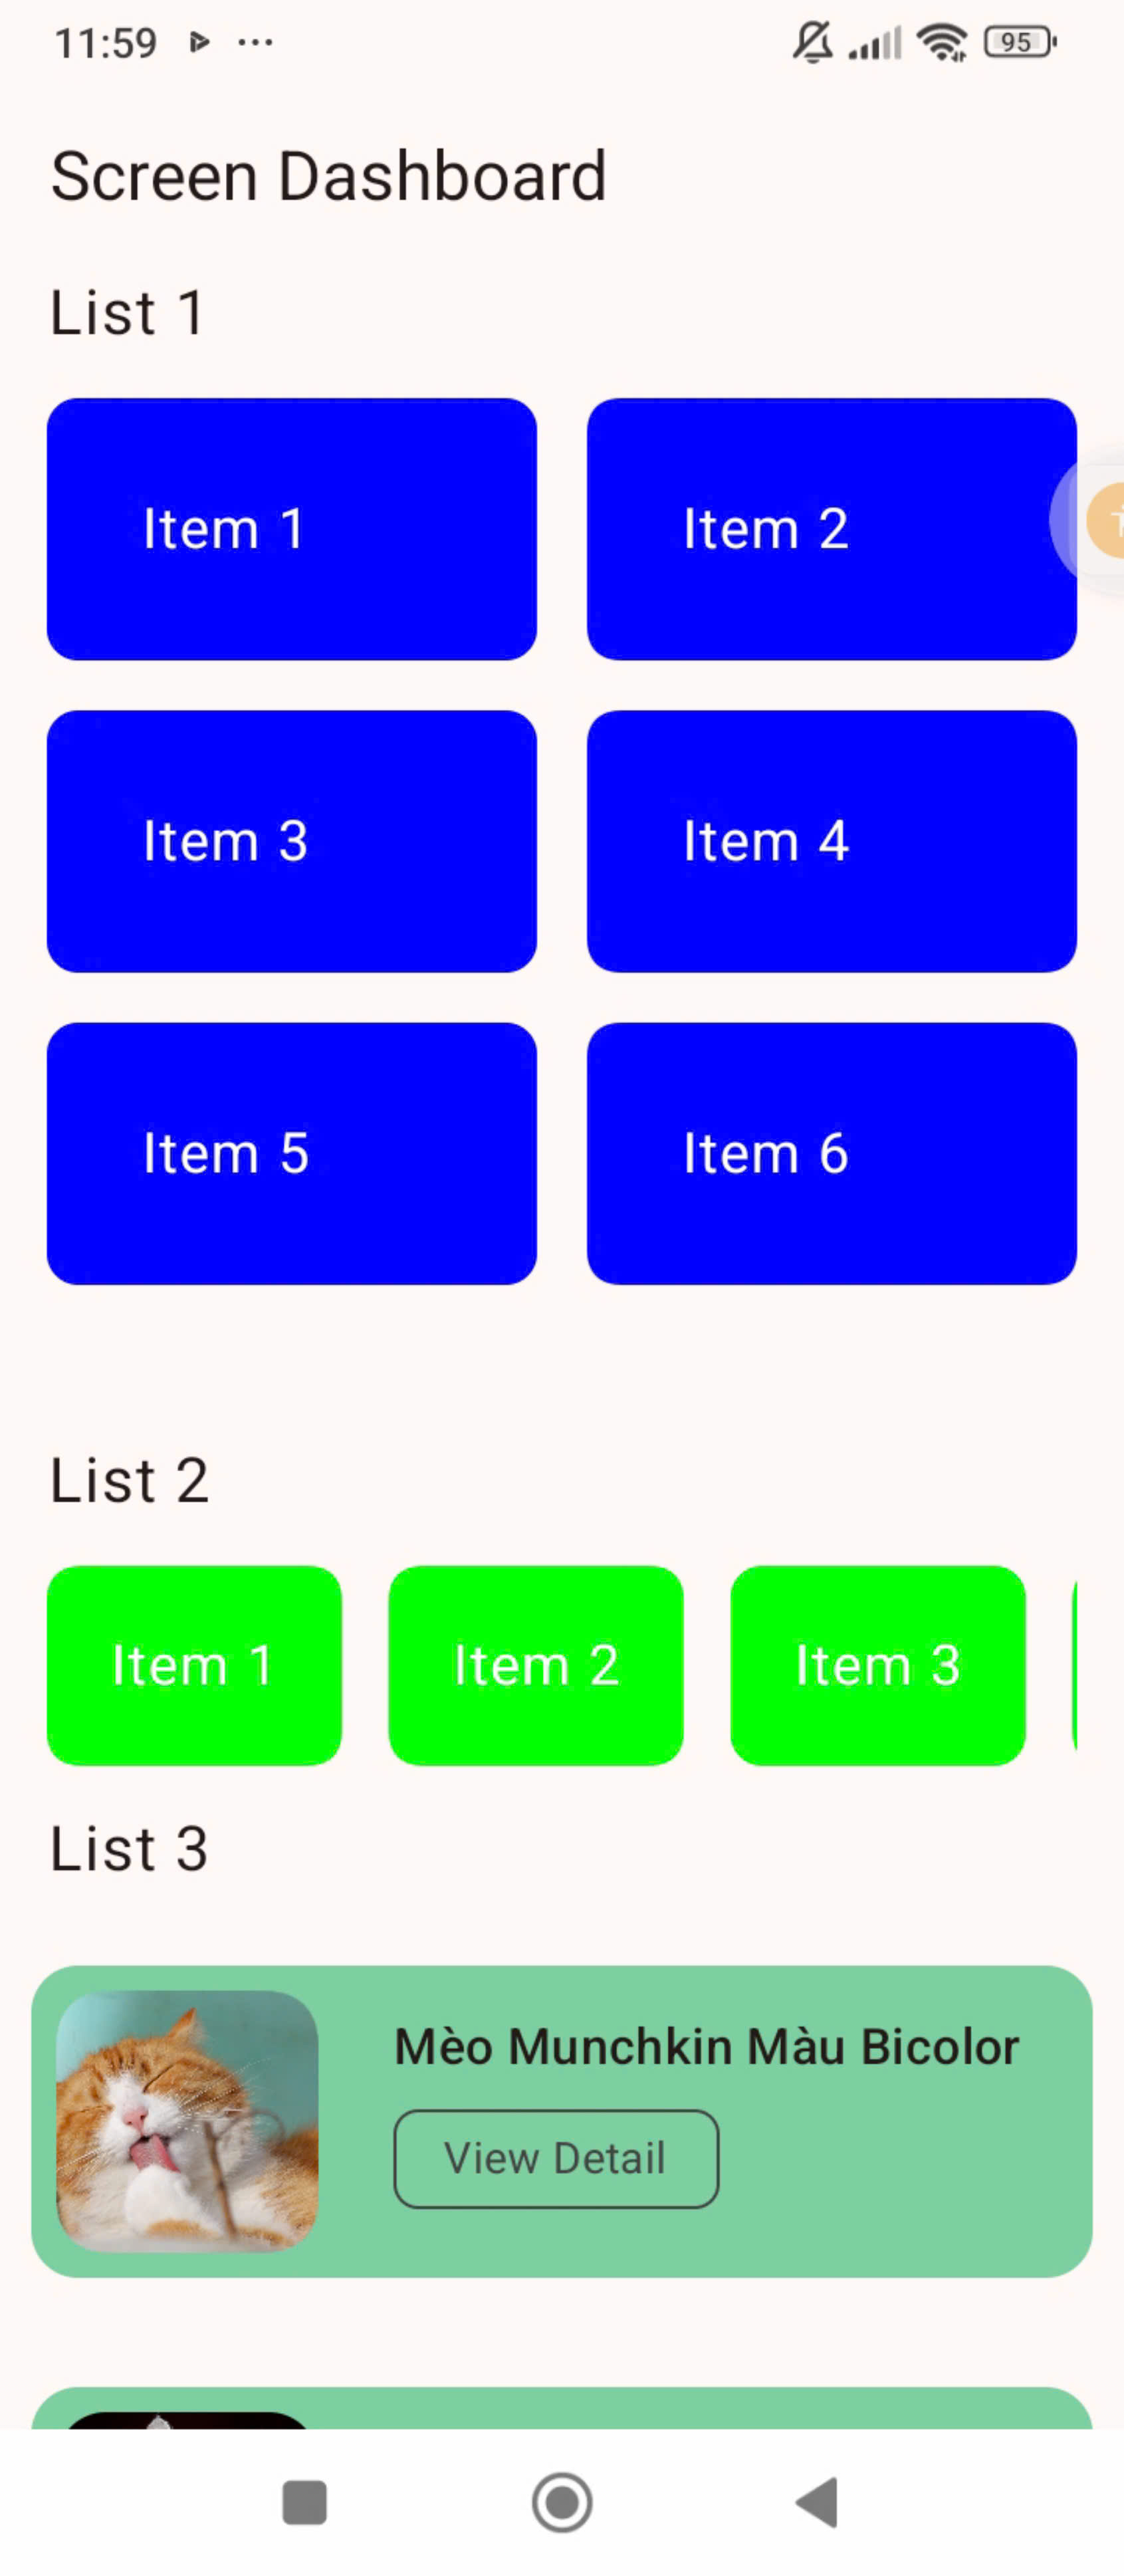 11:59
95
Screen Dashboard
List 1
Item 1
Item 2
Item 3
Item 4
Item 5
Item 6
List 2
Item 1
Item 2
Item 3
List 3
Mèo Munchkin Màu Bicolor
View Detail